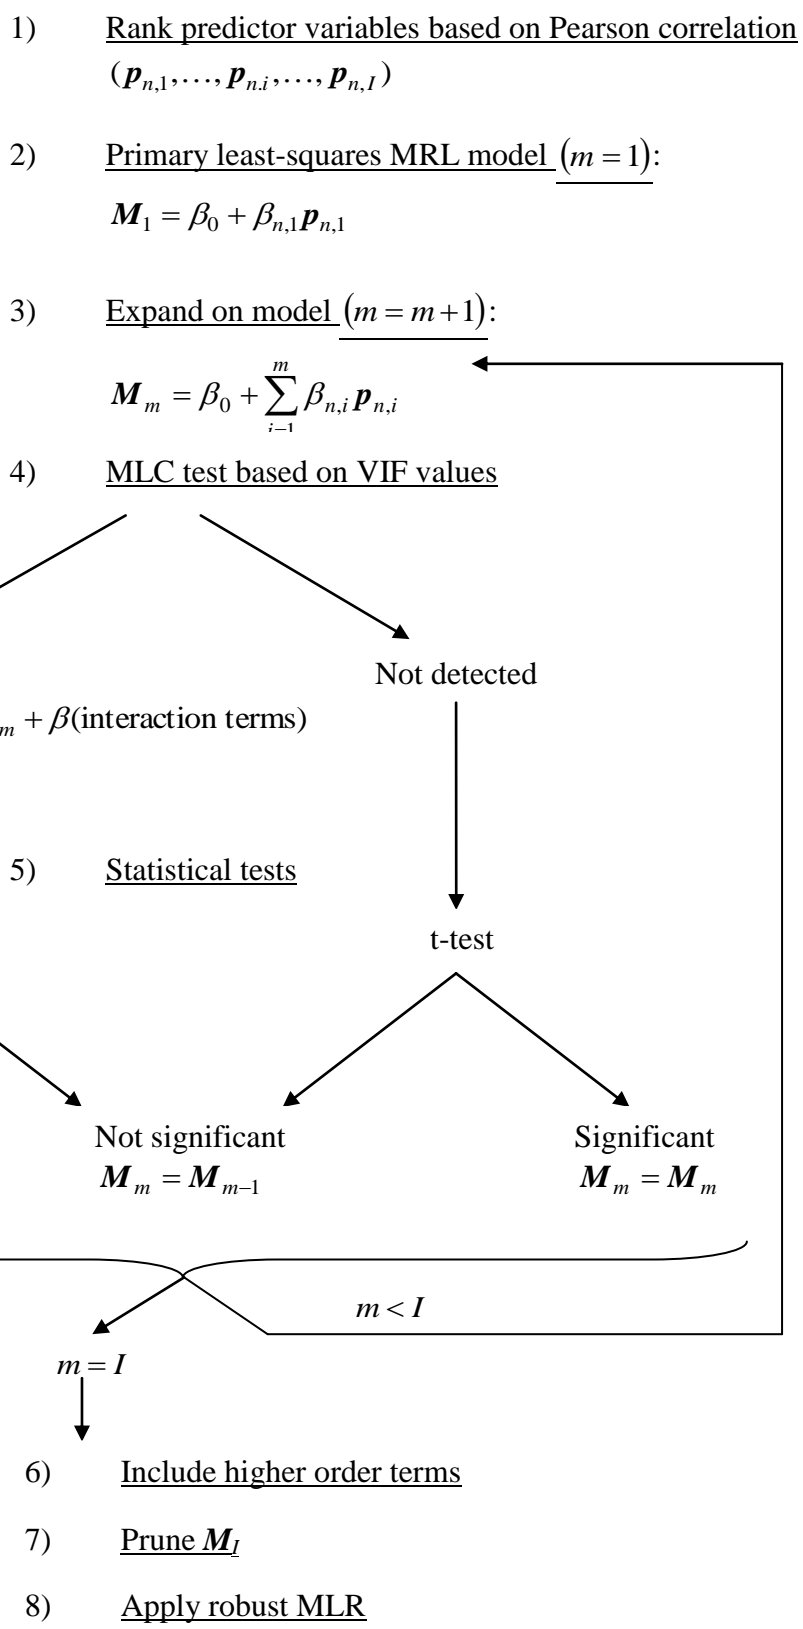 1) Rank predictor variables based on Pearson correlation
(p_{n,1},…,p_{n.i},…,p_{n,I})
2) Primary least-squares MRL model (m = 1):
M_1 = β_0 + β_{n,1}p_{n,1}
3) Expand on model (m = m+1):
M_m = β_0 + ∑_{i=1}^{m} β_{n,i} p_{n,i}
4) MLC test based on VIF values
Not detected
_m + β(interaction terms)
5) Statistical tests
t-test
Not significant Significant
M_m = M_{m−1} M_m = M_m
m < I
m = I
6) Include higher order terms
7) Prune M_I
8) Apply robust MLR